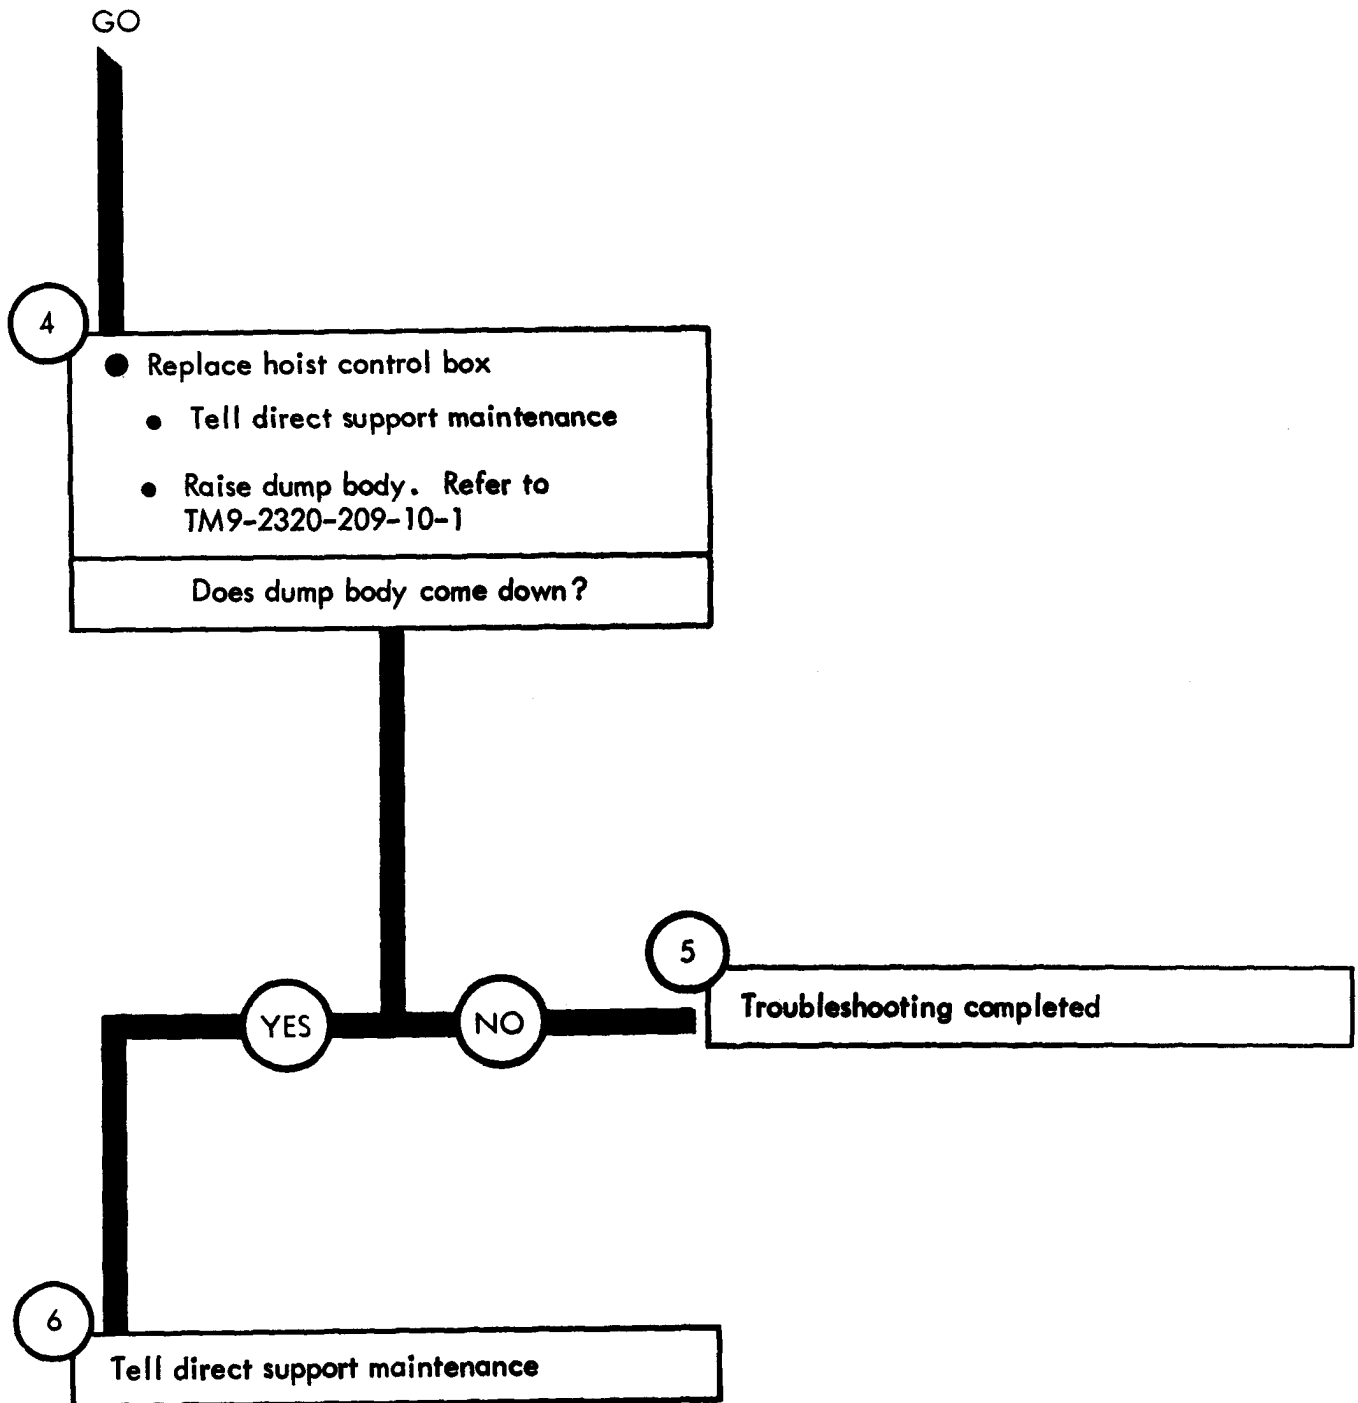 GO
4
● Replace hoist control box
● Tell direct support maintenance
● Raise dump body. Refer to
TM9-2320-209-10-1
Does dump body come down?
5
Troubleshooting completed
YES
NO
6
Tell direct support maintenance